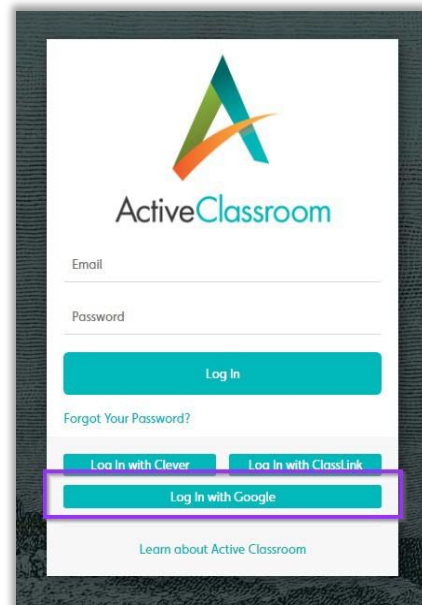 ActiveClassroom
Email
Password
Log In
Forgot Your Password?
Log In with Clever Log In with ClassLink
Log In with Google
Learn about Active Classroom